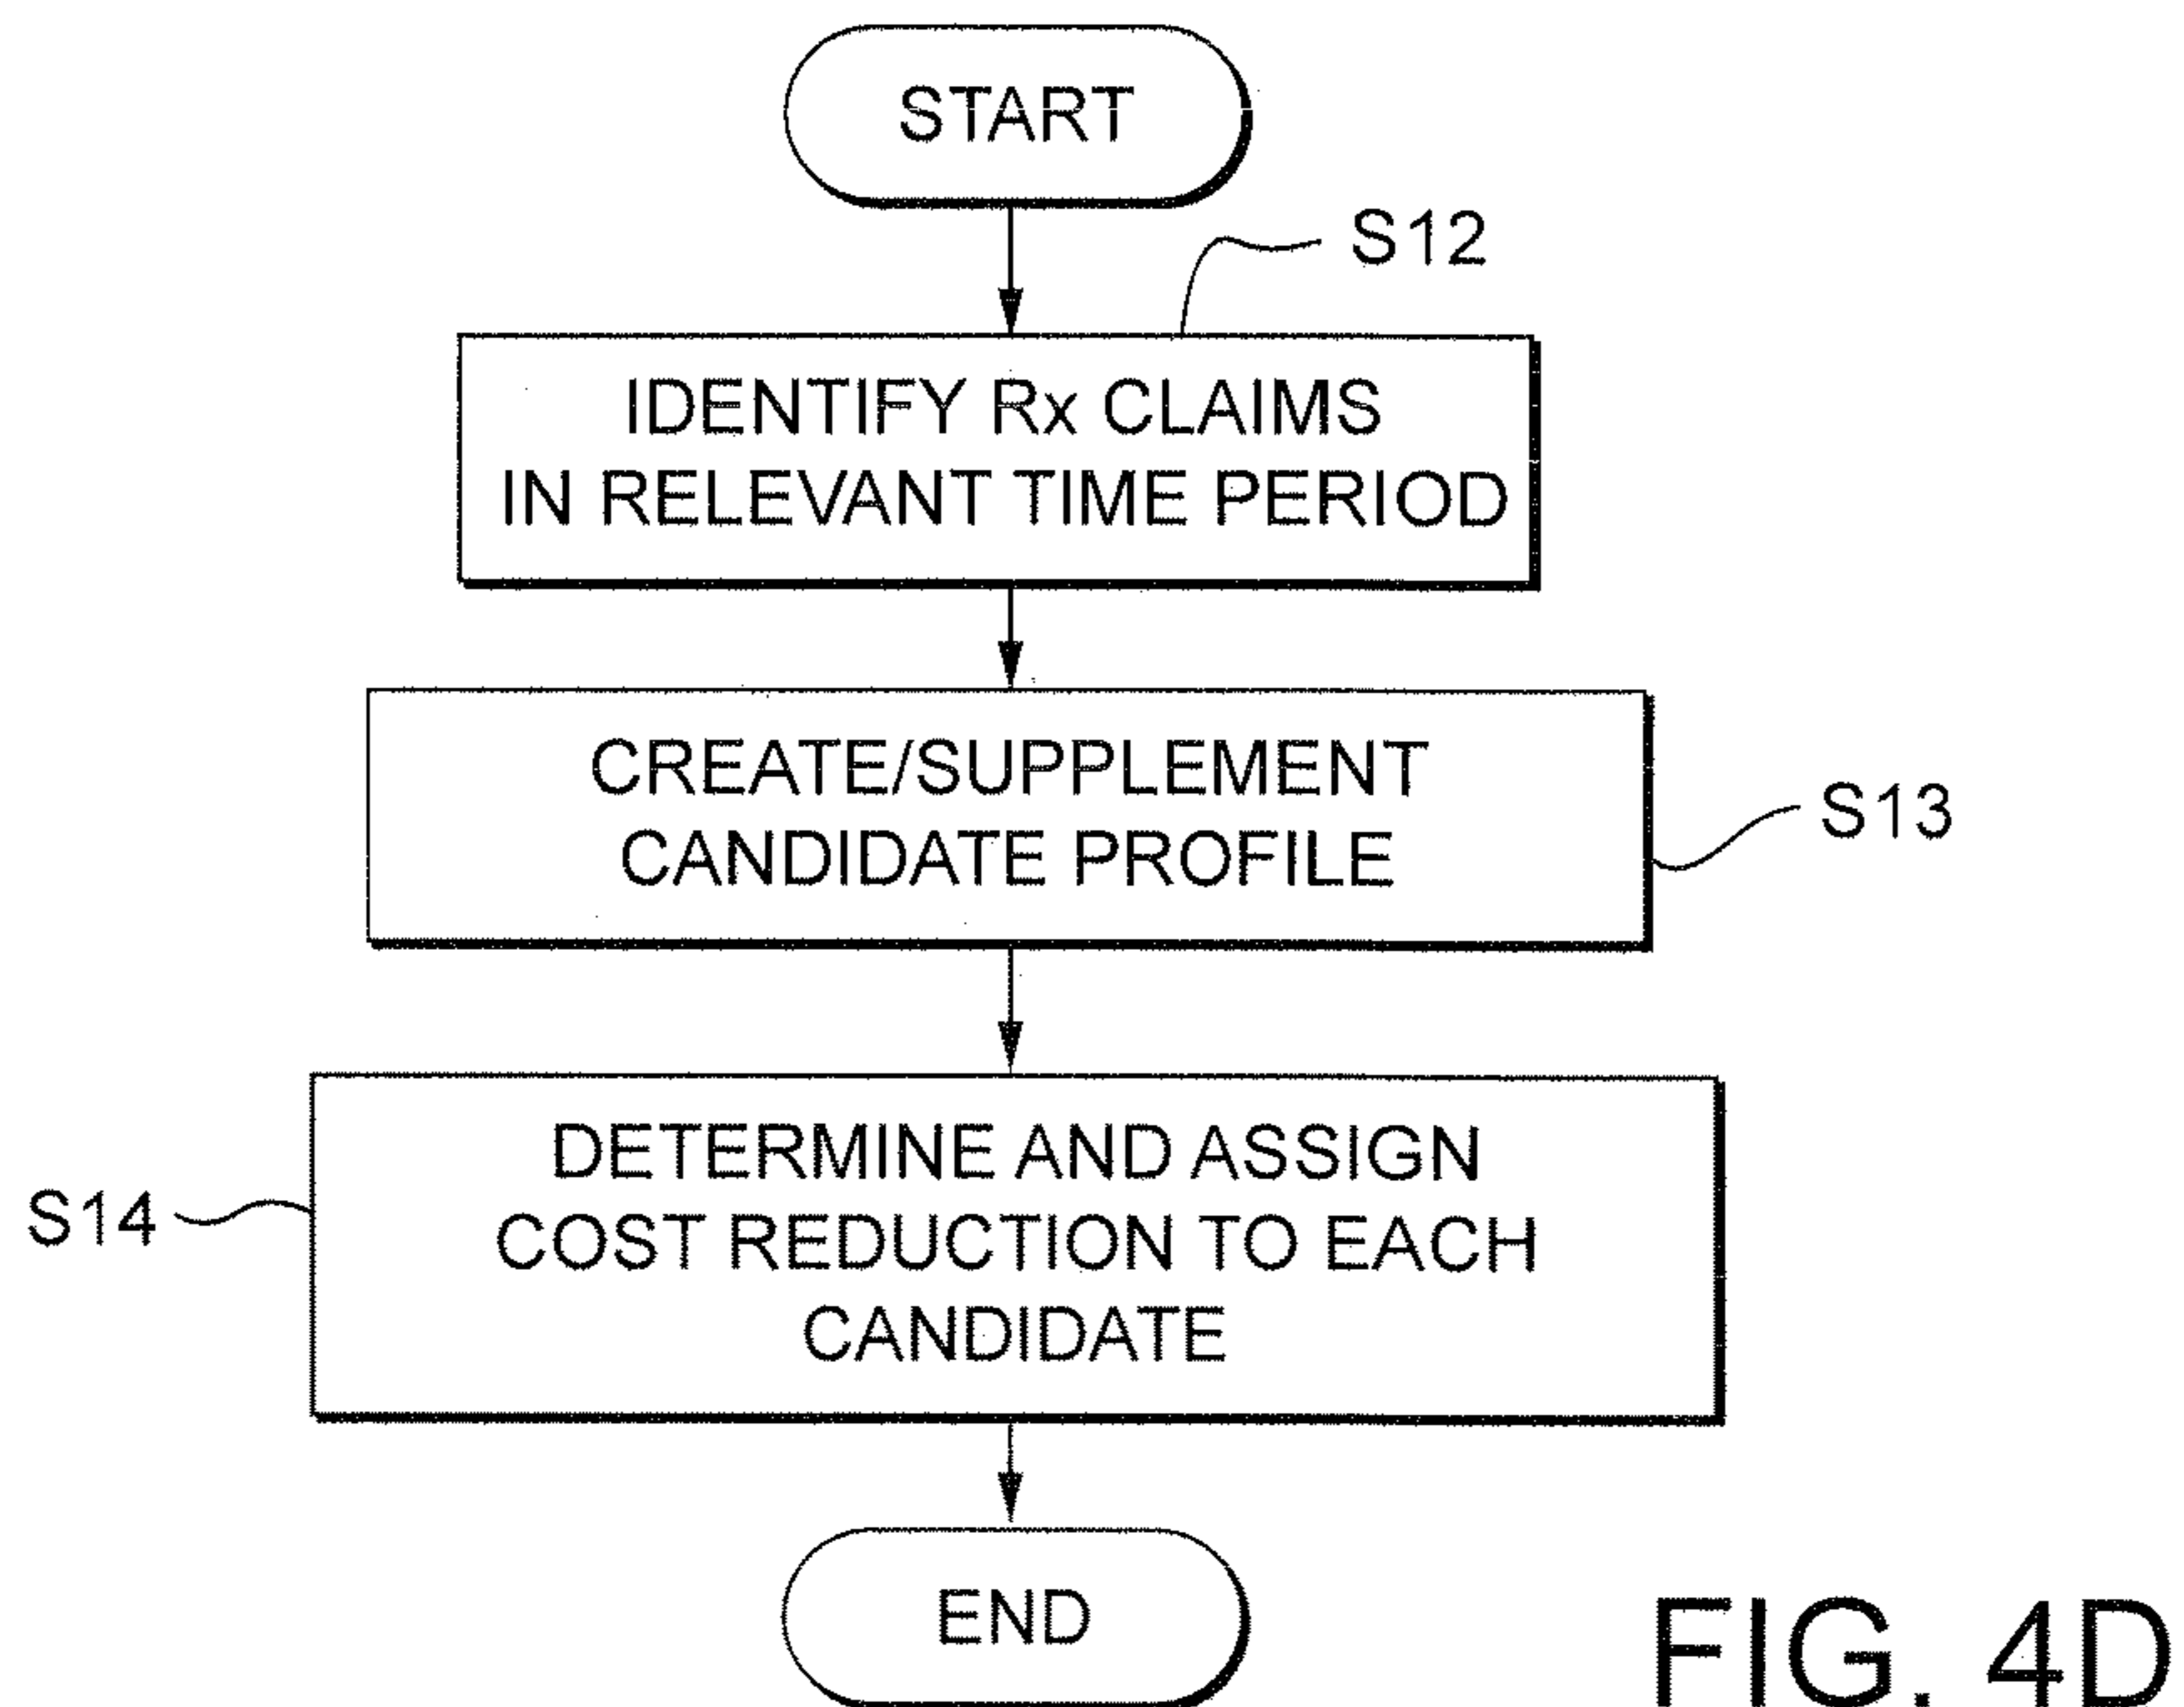 START
S12
IDENTIFY Rx CLAIMS
IN RELEVANT TIME PERIOD
CREATE/SUPPLEMENT
CANDIDATE PROFILE
S13
DETERMINE AND ASSIGN
COST REDUCTION TO EACH
CANDIDATE
S14
END
FIG. 4D